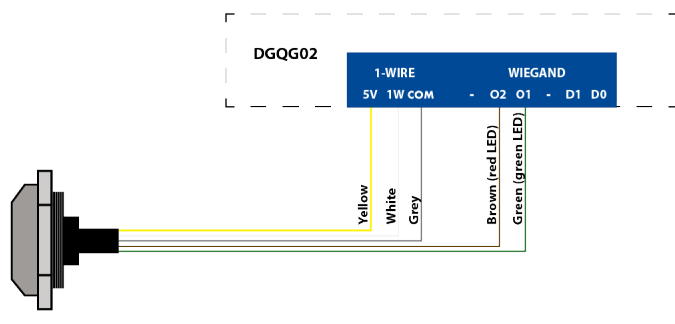 DGQG02
1-WIRE WIEGAND
5V 1W COM - O2 O1 - D1 D0
Yellow
White
Grey
Brown (red LED)
Green (green LED)